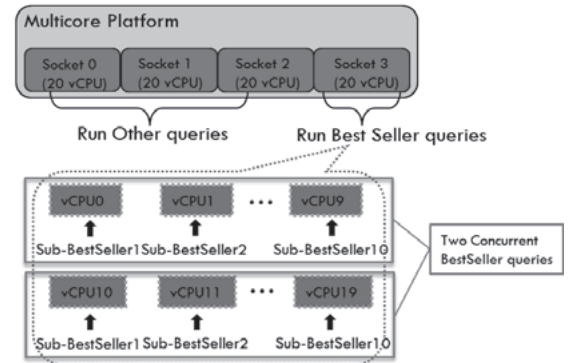 Multicore Platform
Socket 0 Socket 1 Socket 2 Socket 3
(20 vCPU) (20 vCPU) (20 vCPU) (20 vCPU)
Run Other queries Run Best Seller queries
vCPU0 vCPU1 ••• vCPU9
Sub-BestSeller1 Sub-BestSeller2 Sub-BestSeller10
Two Concurrent
BestSeller queries
vCPU10 vCPU11 ••• vCPU19
Sub-BestSeller1 Sub-BestSeller2 Sub-BestSeller10